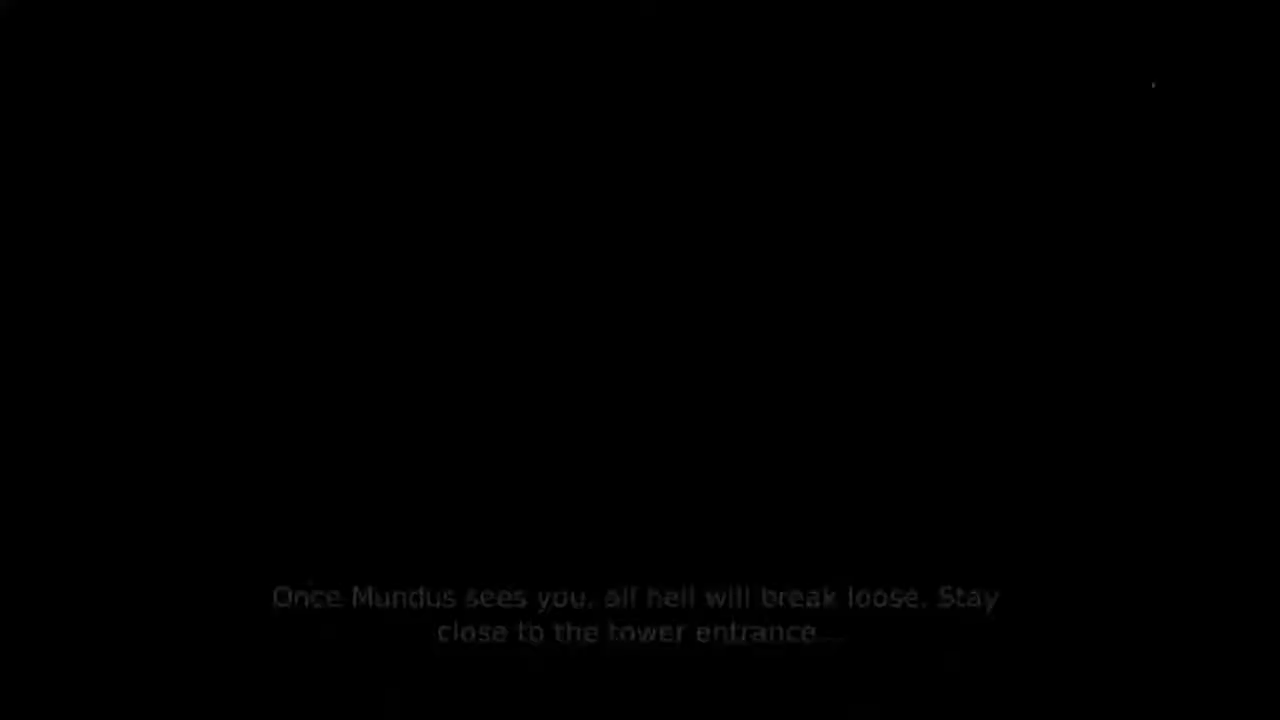 Once Mundus sees you, all hell will break loose. Stay
close to the tower entrance...